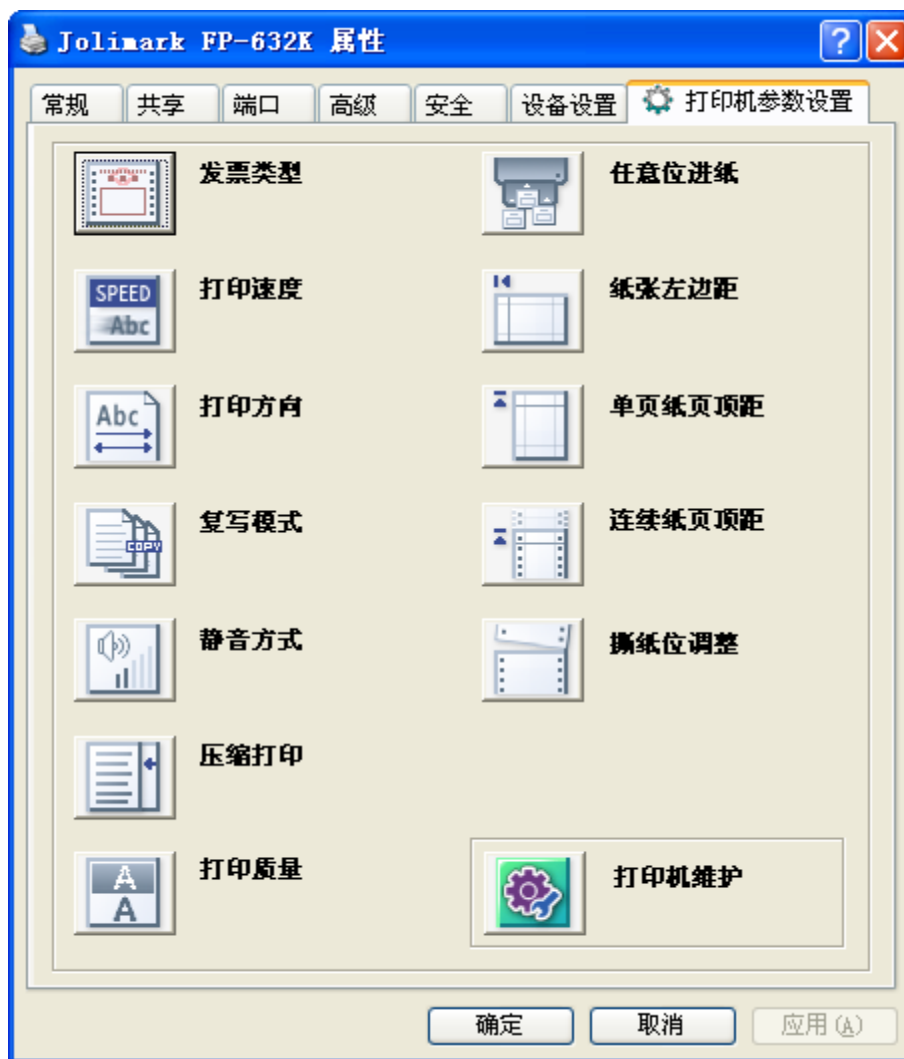 Jolimark FP-632K 属性
常规 共享 端口 高级 安全 设备设置 打印机参数设置
发票类型 任意位进纸
SPEED
Abc
打印速度 纸张左边距
Abc
打印方向 单页纸页顶距
COPY
复写模式 连续纸页顶距
静音方式 撕纸位调整
压缩打印
A
A
打印质量 打印机维护
确定 取消 应用(A)